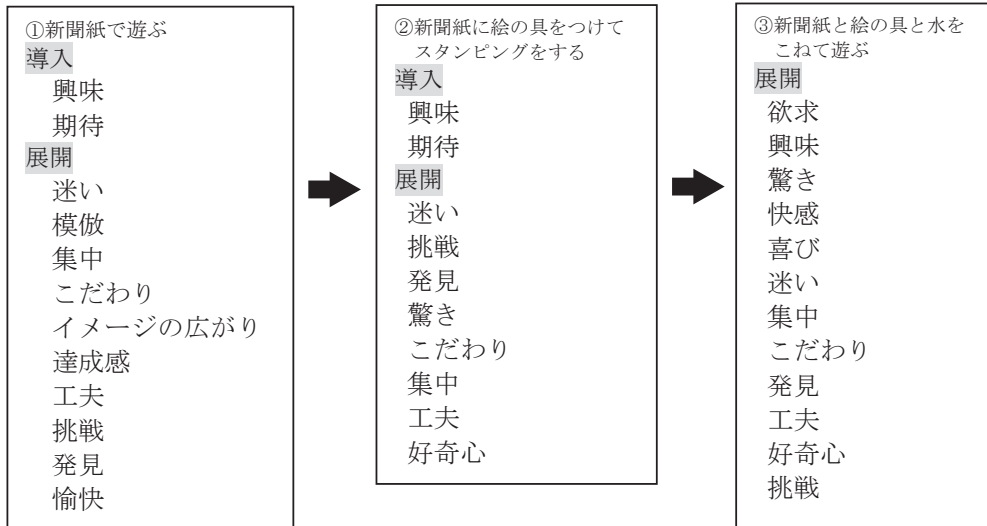 ①新聞紙で遊ぶ
導入
興味
期待
展開
迷い
模倣
集中
こだわり
イメージの広がり
達成感
工夫
挑戦
発見
愉快
②新聞紙に絵の具をつけて
スタンピングをする
導入
興味
期待
展開
迷い
挑戦
発見
驚き
こだわり
集中
工夫
好奇心
③新聞紙と絵の具と水を
こねて遊ぶ
展開
欲求
興味
驚き
快感
喜び
迷い
集中
こだわり
発見
工夫
好奇心
挑戦